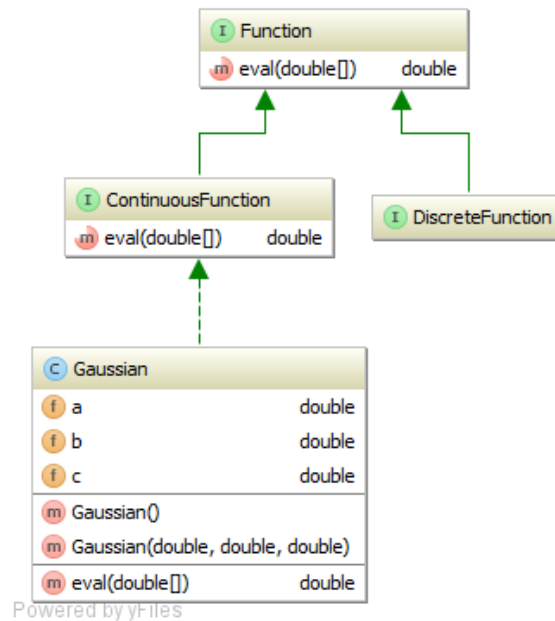 I Function
m eval(double[]) double
I ContinuousFunction
m eval(double[]) double
I DiscreteFunction
C Gaussian
f a double
f b double
f c double
m Gaussian()
m Gaussian(double, double, double)
m eval(double[]) double
Powered by yFiles